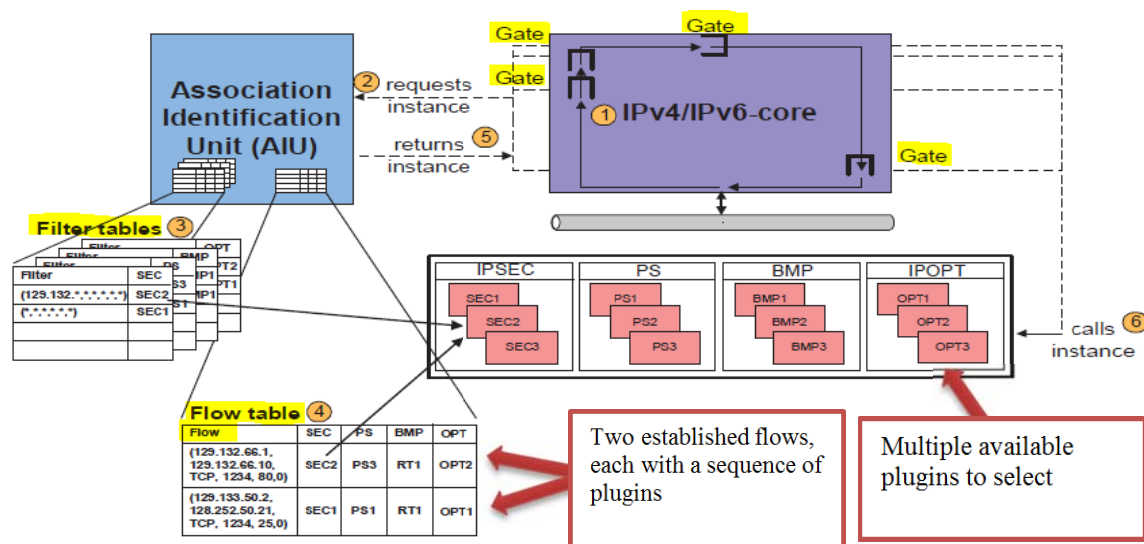 Gate
Gate
Gate
Gate
Association
Identification
Unit (AIU)
2 requests
instance
returns 5
instance
1 IPv4/IPv6-core
Filter tables 3
Filter OPT
Filter BMP OPT2
Filter PS IP1 OPT1
Filter SEC PS3 MP1
(129.132.*.*.*.*.*) SEC2 PS1
(*.*.*.*.*.*) SEC1
IPSEC PS BMP IPOPT
SEC1 PS1 BMP1 OPT1
SEC2 PS2 BMP2 OPT2
SEC3 PS3 BMP3 OPT3
calls 6
instance
Flow table 4
Flow SEC PS BMP OPT
(129.132.66.1,
129.132.66.10,
TCP, 1234, 80,0) SEC2 PS3 RT1 OPT2
(129.133.50.2,
128.252.50.21,
TCP, 1234, 25,0) SEC1 PS1 RT1 OPT1
Two established flows,
each with a sequence of
plugins
Multiple available
plugins to select